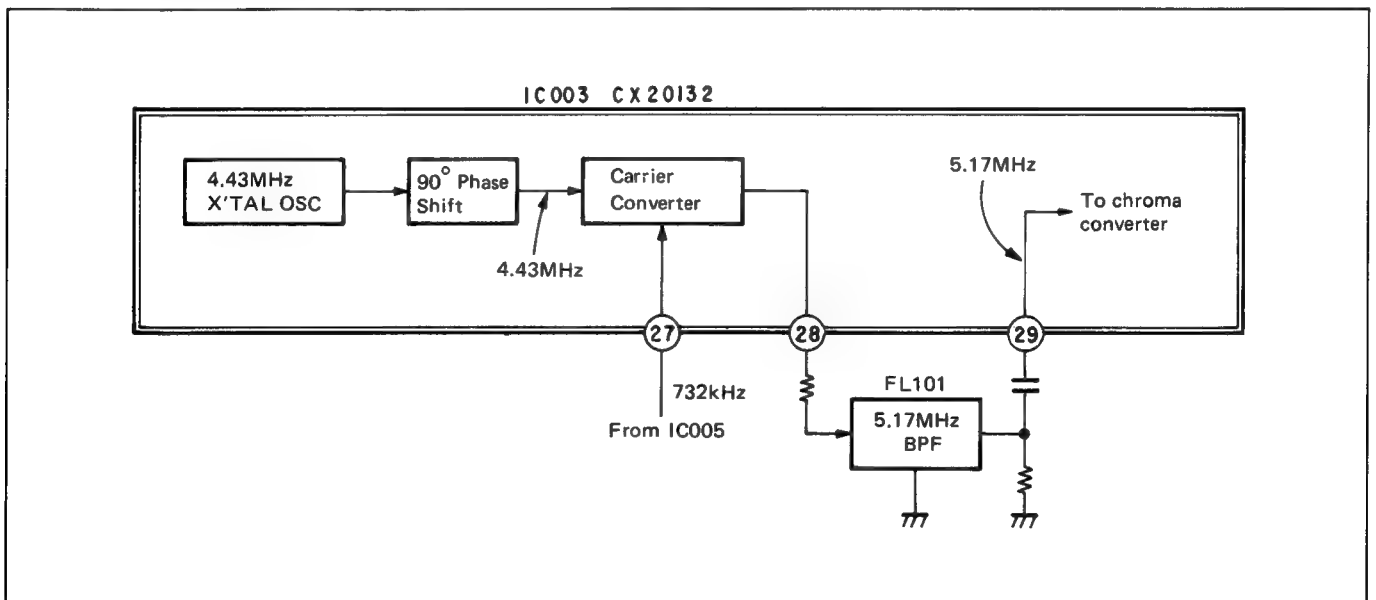 IC003 CX20132
4.43MHz
X'TAL OSC
90° Phase
Shift
Carrier
Converter
5.17MHz
To chroma
converter
4.43MHz
27
28
29
732kHz
From IC005
FL101
5.17MHz
BPF